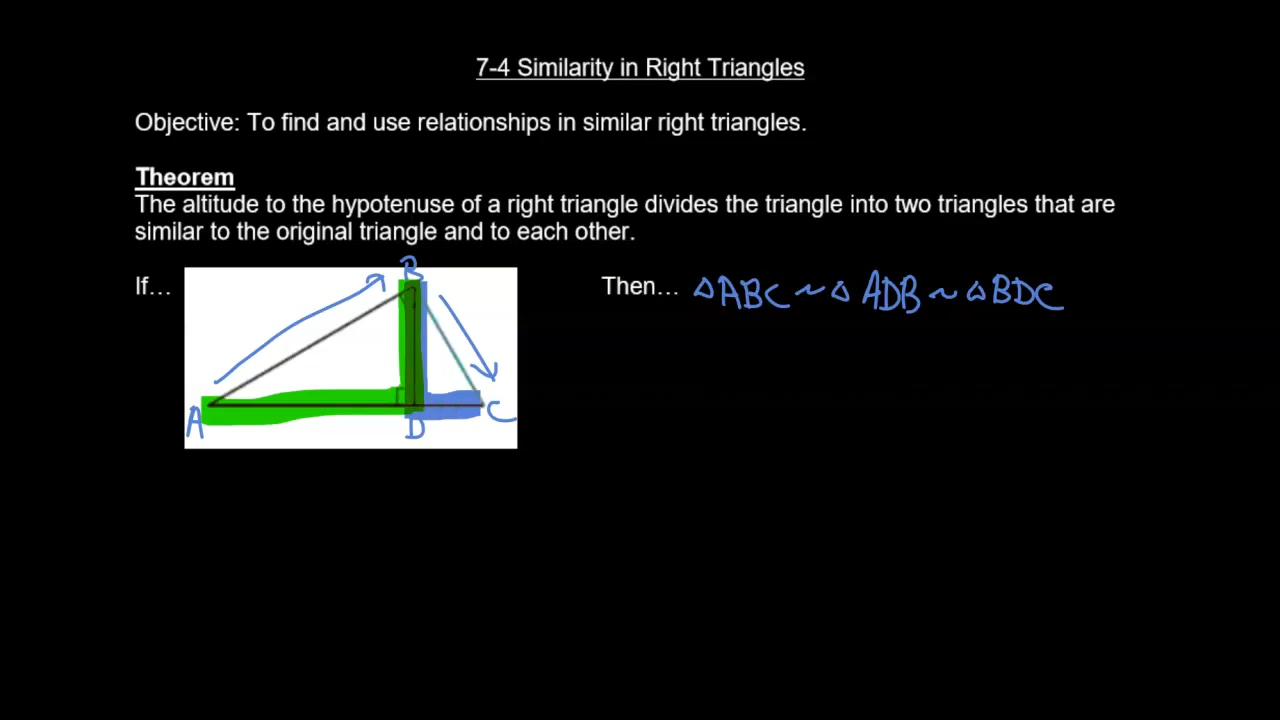 7-4 Similarity in Right Triangles
Objective: To find and use relationships in similar right triangles.
Theorem
The altitude to the hypotenuse of a right triangle divides the triangle into two triangles that are
similar to the original triangle and to each other.
If... Then... △ABC ~ △ADB ~ △BDC
B
A
D
C